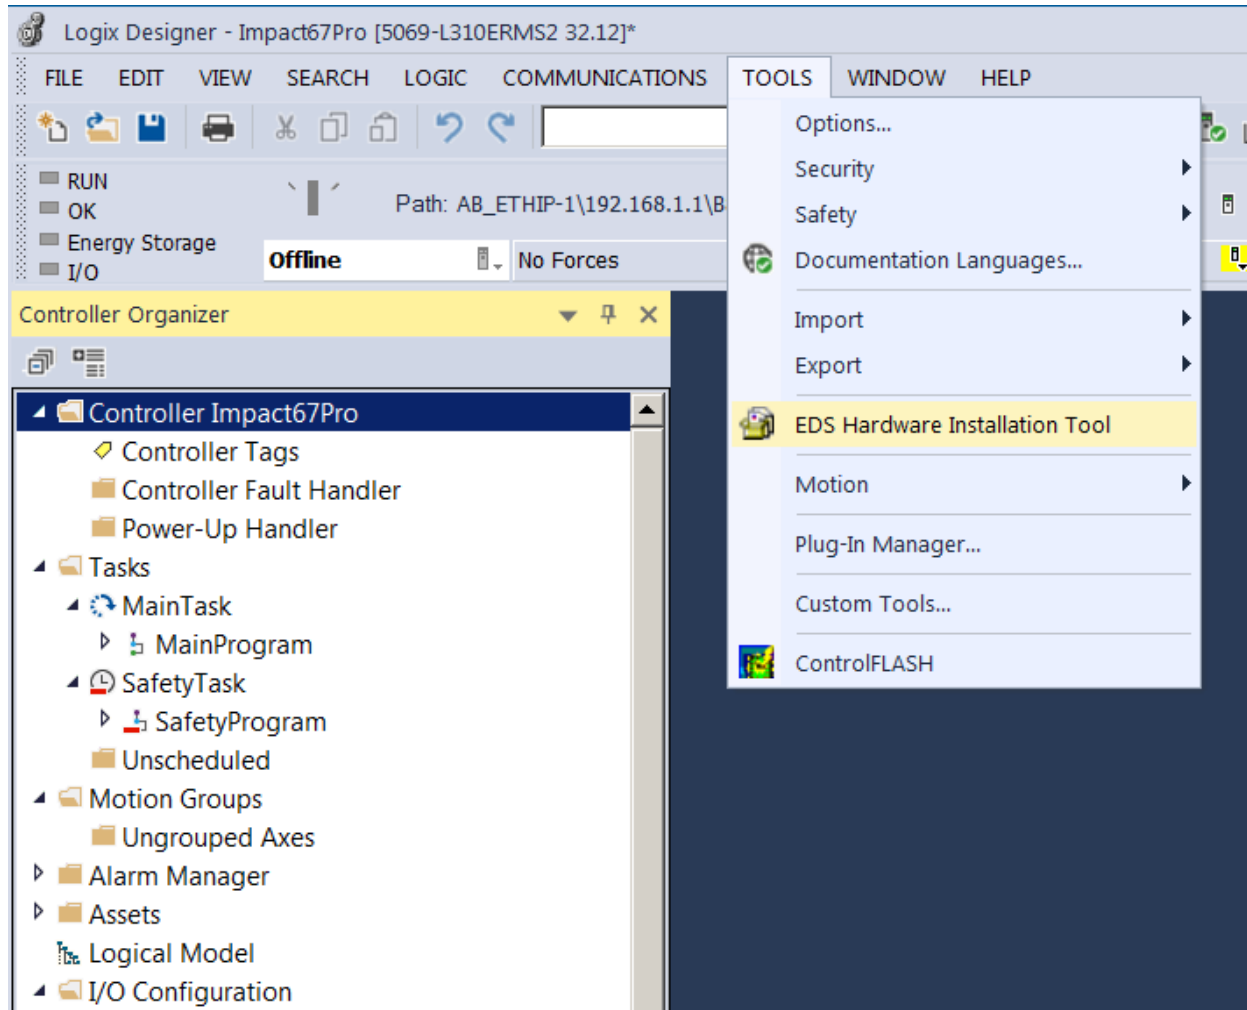 Logix Designer - Impact67Pro [5069-L310ERMS2 32.12]*
FILE EDIT VIEW SEARCH LOGIC COMMUNICATIONS TOOLS WINDOW HELP
RUN
OK
Energy Storage
I/O
Path: AB_ETHIP-1\192.168.1.1\B
Offline
No Forces
Options...
Security
Safety
Documentation Languages...
Import
Export
EDS Hardware Installation Tool
Motion
Plug-In Manager...
Custom Tools...
ControlFLASH
Controller Organizer
Controller Impact67Pro
Controller Tags
Controller Fault Handler
Power-Up Handler
Tasks
MainTask
MainProgram
SafetyTask
SafetyProgram
Unscheduled
Motion Groups
Ungrouped Axes
Alarm Manager
Assets
Logical Model
I/O Configuration